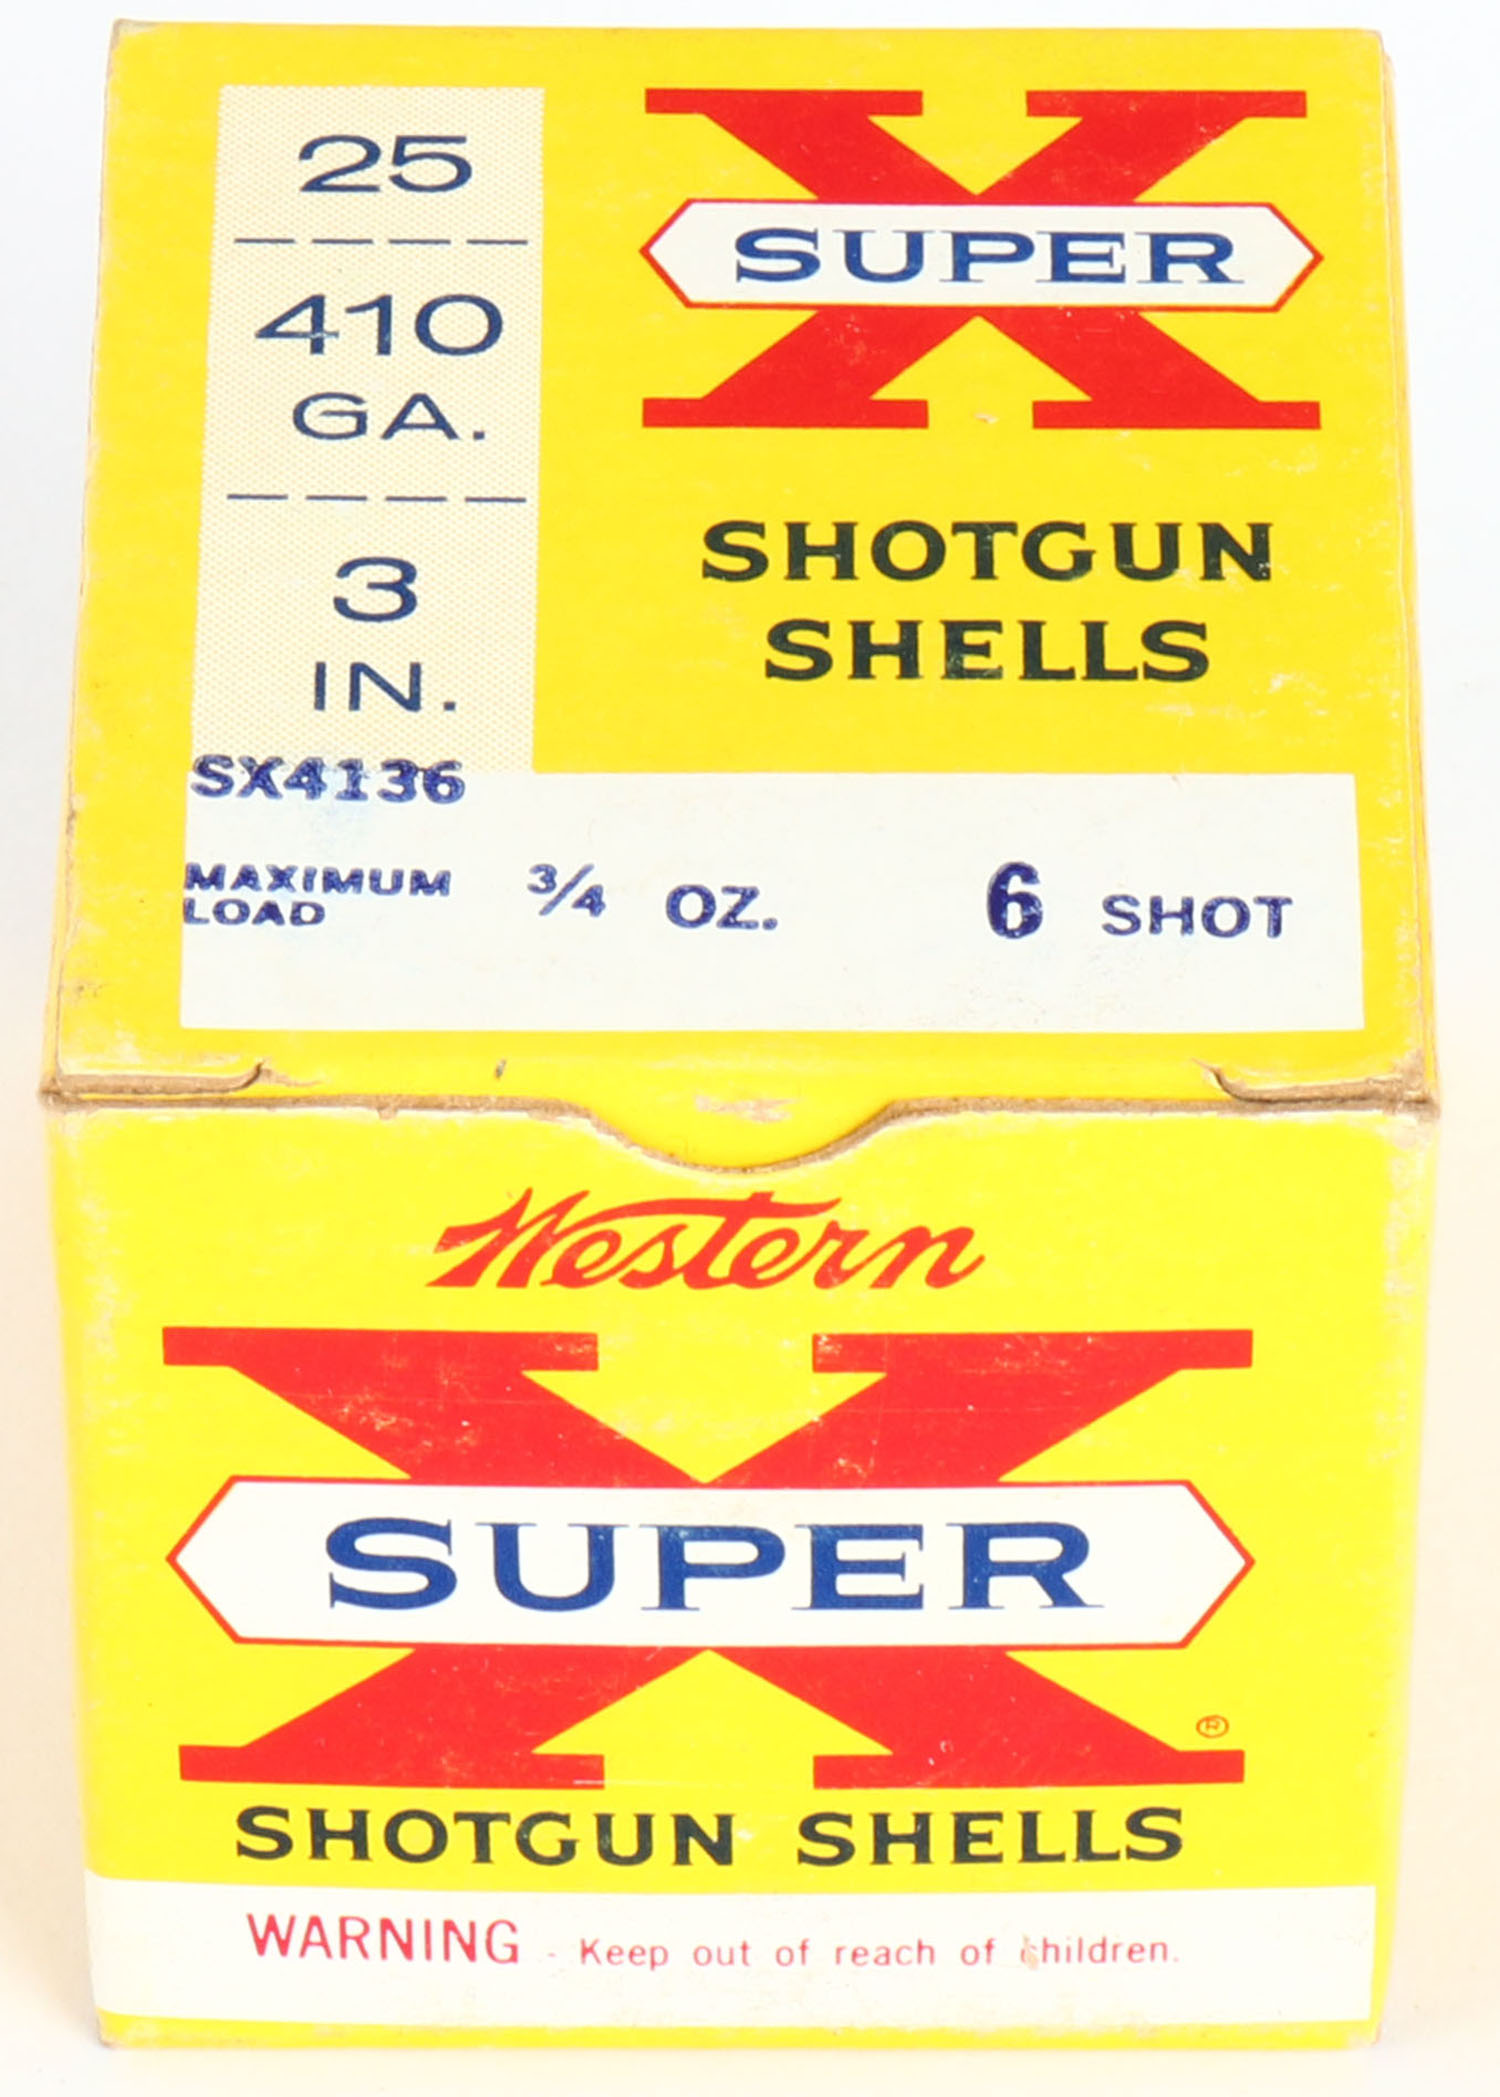 25
410
GA.
3
IN.
X
SUPER
SHOTGUN
SHELLS
SX4136
MAXIMUM
LOAD
3/4 OZ.
6 SHOT
Western
X
SUPER
®
SHOTGUN SHELLS
WARNING - Keep out of reach of children.